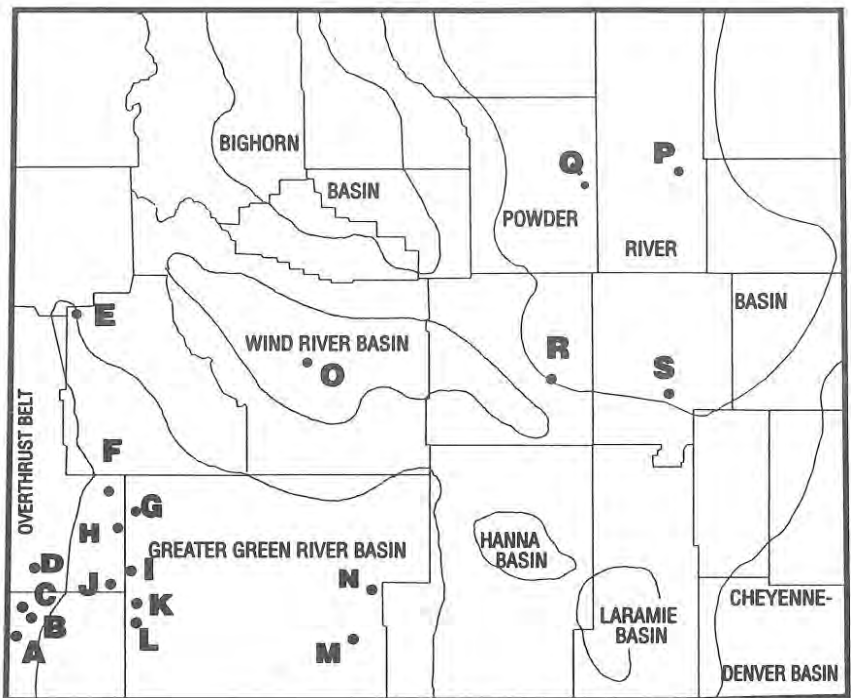 BIGHORN
BASIN
Q
P
POWDER
RIVER
BASIN
E
WIND RIVER BASIN
O
R
S
OVERTHRUST BELT
F
G
H
GREATER GREEN RIVER BASIN
HANNA
BASIN
D
I
J
N
C
K
B
L
A
M
LARAMIE
BASIN
CHEYENNE-
DENVER BASIN